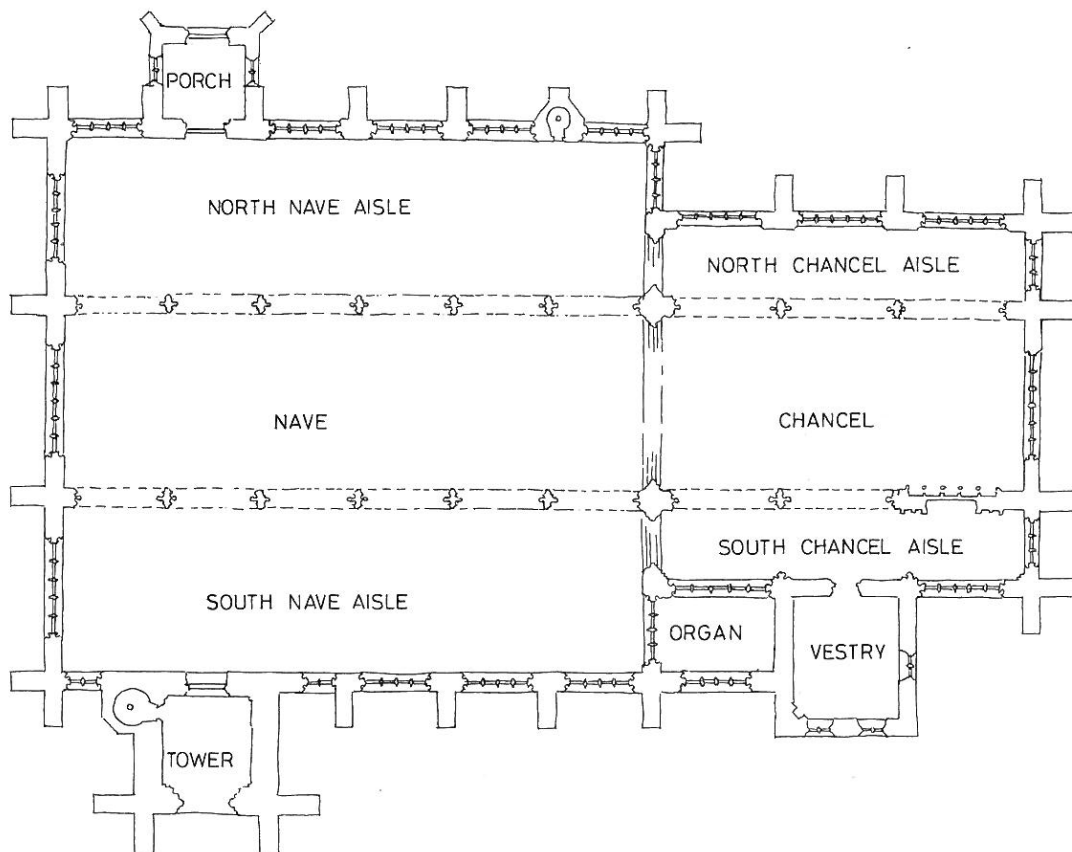 PORCH
NORTH NAVE AISLE
NORTH CHANCEL AISLE
NAVE
CHANCEL
SOUTH CHANCEL AISLE
SOUTH NAVE AISLE
ORGAN
VESTRY
TOWER